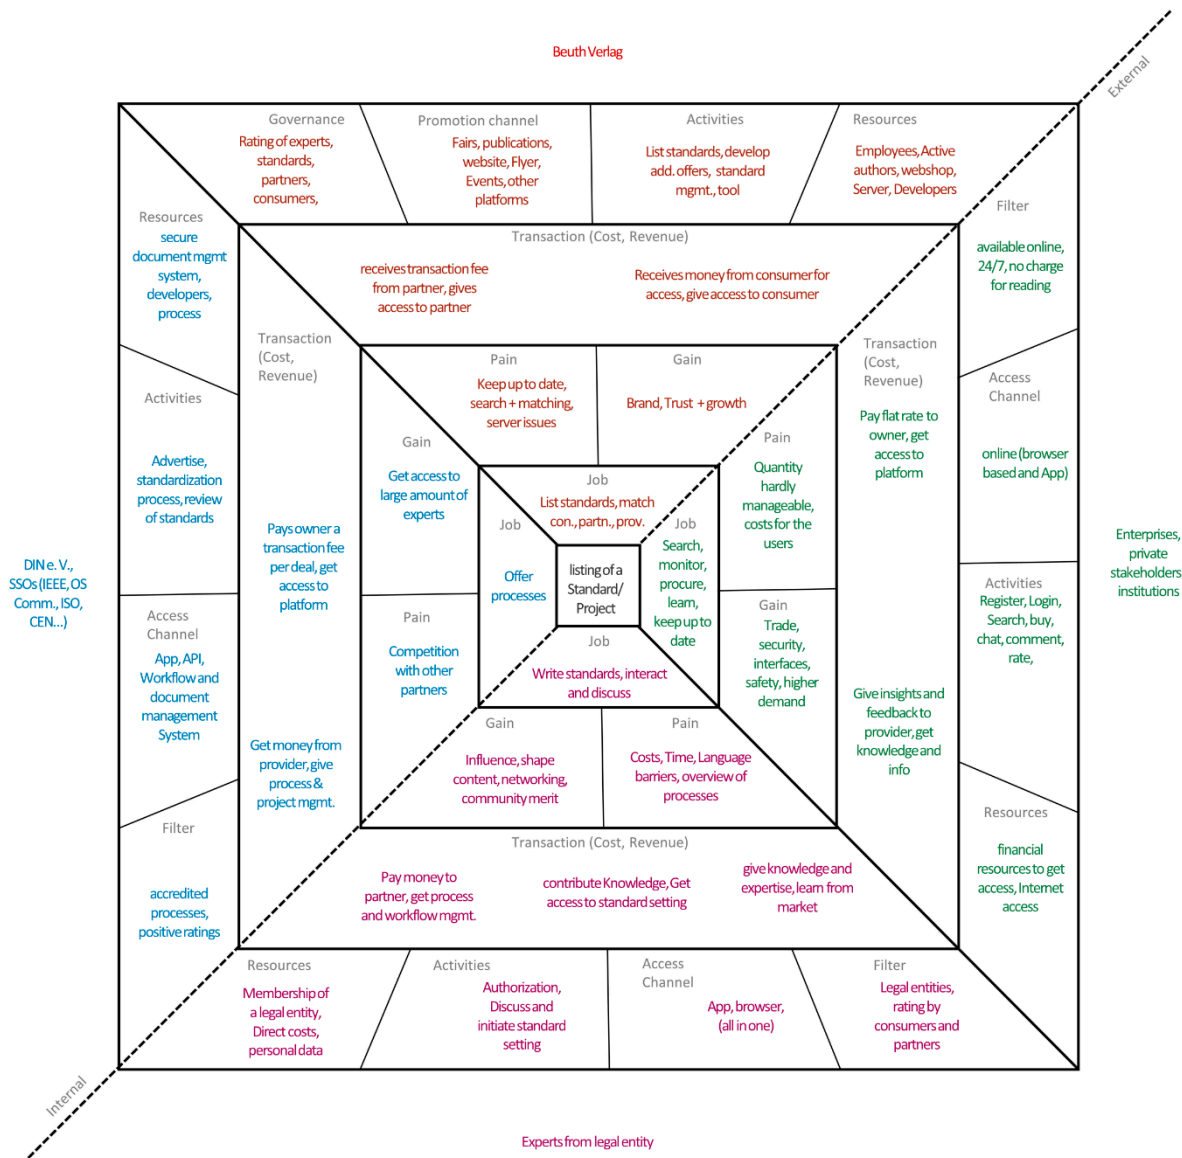 Beuth Verlag
External
Governance
Rating of experts,
standards,
partners,
consumers,
Promotion channel
Fairs, publications,
website, Flyer,
Events, other
platforms
Activities
List standards, develop
add. offers, standard
mgmt., tool
Resources
Employees, Active
authors, webshop,
Server, Developers
Resources
secure
document mgmt
system,
developers,
process
Filter
available online,
24/7, no charge
for reading
Transaction (Cost, Revenue)
receives transaction fee
from partner, gives
access to partner
Receives money from consumer for
access, give access to consumer
Transaction
(Cost,
Revenue)
Pays owner a
transaction fee
per deal, get
access to
platform
Get money from
provider, give
process &
project mgmt.
Pain
Keep up to date,
search + matching,
server issues
Gain
Brand, Trust + growth
Transaction
(Cost,
Revenue)
Pay flat rate to
owner, get
access to
platform
Give insights and
feedback to
provider, get
knowledge and
info
Access
Channel
online (browser
based and App)
Activities
Advertise,
standardization
process, review
of standards
Gain
Get access to
large amount of
experts
Pain
Quantity
hardly
manageable,
costs for the
users
Job
List standards, match
con., partn., prov.
Job
Offer
processes
listing of a
Standard/
Project
Job
Search,
monitor,
procure,
learn,
keep up to
date
Job
Write standards, interact
and discuss
DIN e. V.,
SSOs (IEEE, OS
Comm., ISO,
CEN...)
Enterprises,
private
stakeholders
institutions
Access
Channel
App, API,
Workflow and
document
management
System
Pain
Competition
with other
partners
Gain
Trade,
security,
interfaces,
safety, higher
demand
Activities
Register, Login,
Search, buy,
chat, comment,
rate,
Gain
Influence, shape
content, networking,
community merit
Pain
Costs, Time, Language
barriers, overview of
processes
Filter
accredited
processes,
positive ratings
Resources
financial
resources to get
access, Internet
access
Transaction (Cost, Revenue)
Pay money to
partner, get process
and workflow mgmt.
contribute Knowledge, Get
access to standard setting
give knowledge and
expertise, learn from
market
Resources
Membership of
a legal entity,
Direct costs,
personal data
Activities
Authorization,
Discuss and
initiate standard
setting
Access
Channel
App, browser,
(all in one)
Filter
Legal entities,
rating by
consumers and
partners
Internal
Experts from legal entity